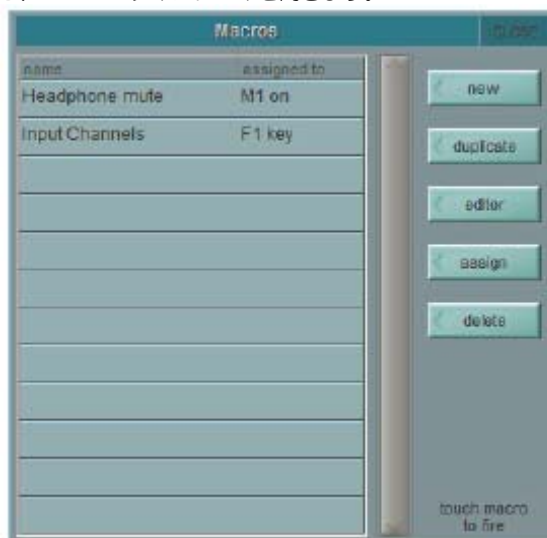 Macros
CLOSE
name assigned to
Headphone mute M1 on
Input Channels F1 key
new
duplicate
editor
assign
delete
touch macro
to fire